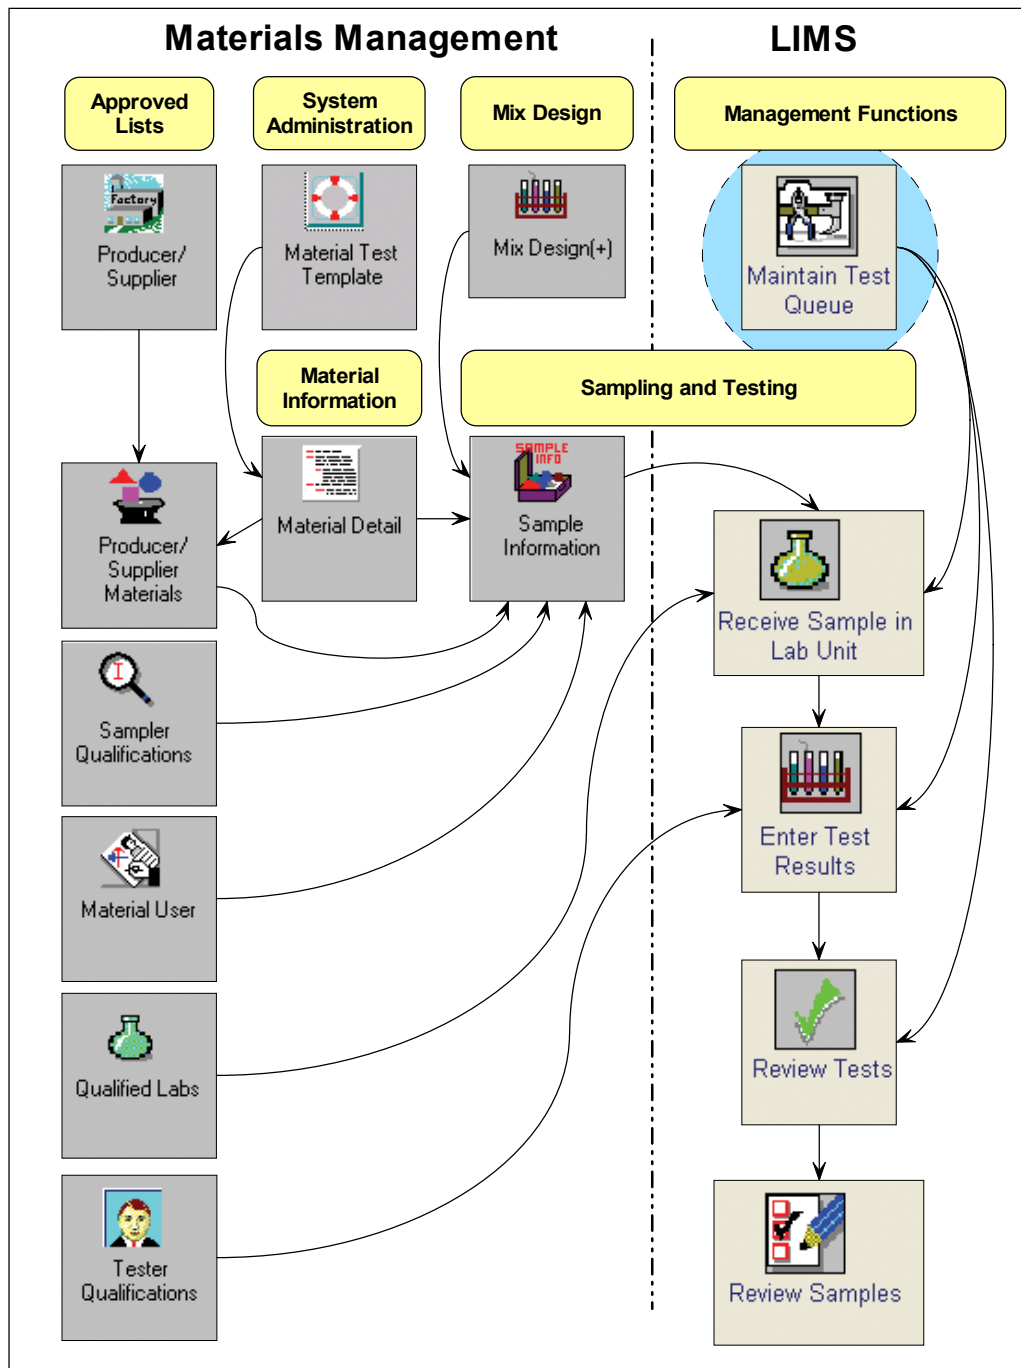 Materials Management
LIMS
Approved
Lists
System
Administration
Mix Design
Management Functions
Factory
Producer/
Supplier
Material Test
Template
Mix Design(+)
Maintain Test
Queue
Material
Information
Sampling and Testing
SAMPLE
INFO
Producer/
Supplier
Materials
Material Detail
Sample
Information
Receive Sample in
Lab Unit
I
Sampler
Qualifications
Enter Test
Results
Material User
Review Tests
Qualified Labs
Tester
Qualifications
Review Samples